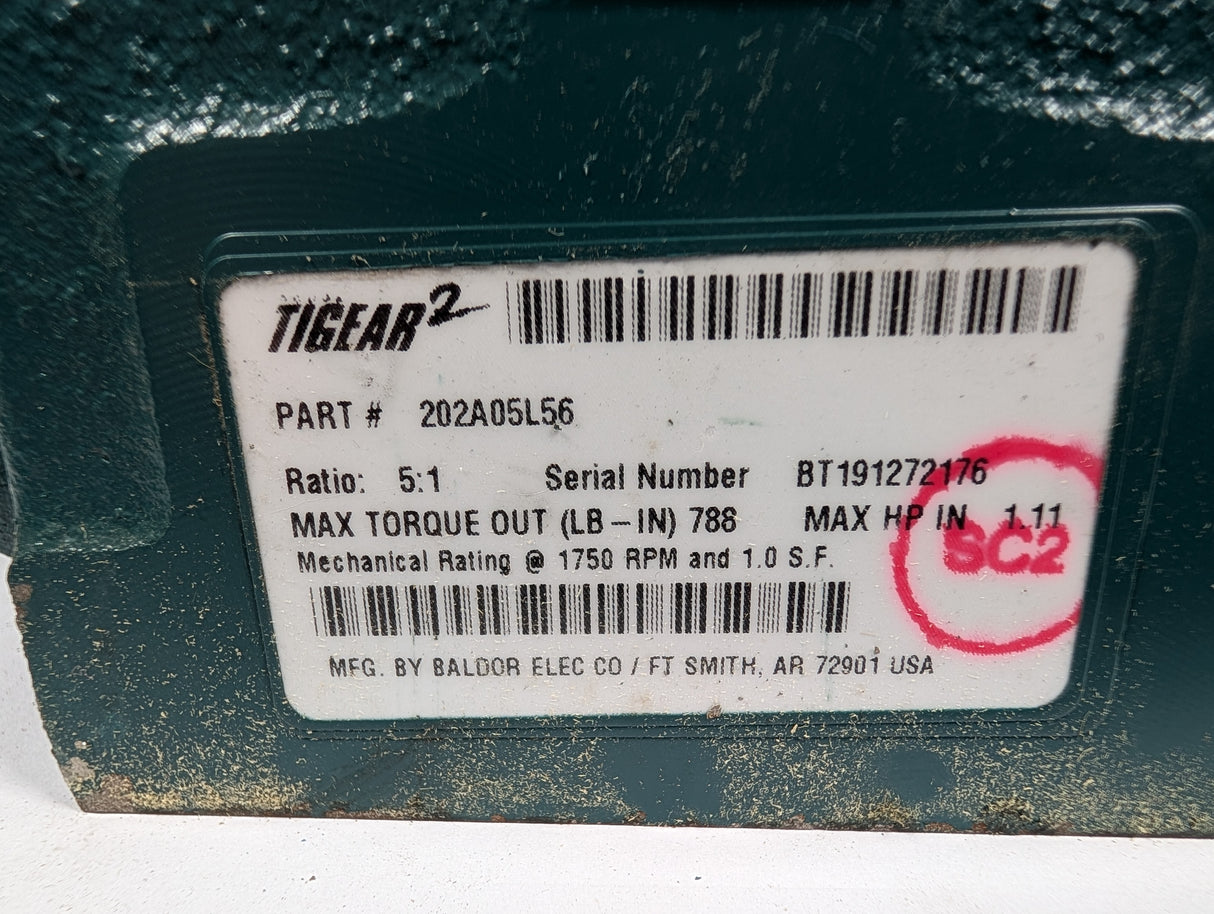 TIGEAR2
PART # 202A05L56
Ratio: 5:1 Serial Number BT191272176
MAX TORQUE OUT (LB-IN) 788 MAX HP IN 1.11
SC2
Mechanical Rating @ 1750 RPM and 1.0 S.F.
MFG. BY BALDOR ELEC CO / FT SMITH, AR 72901 USA